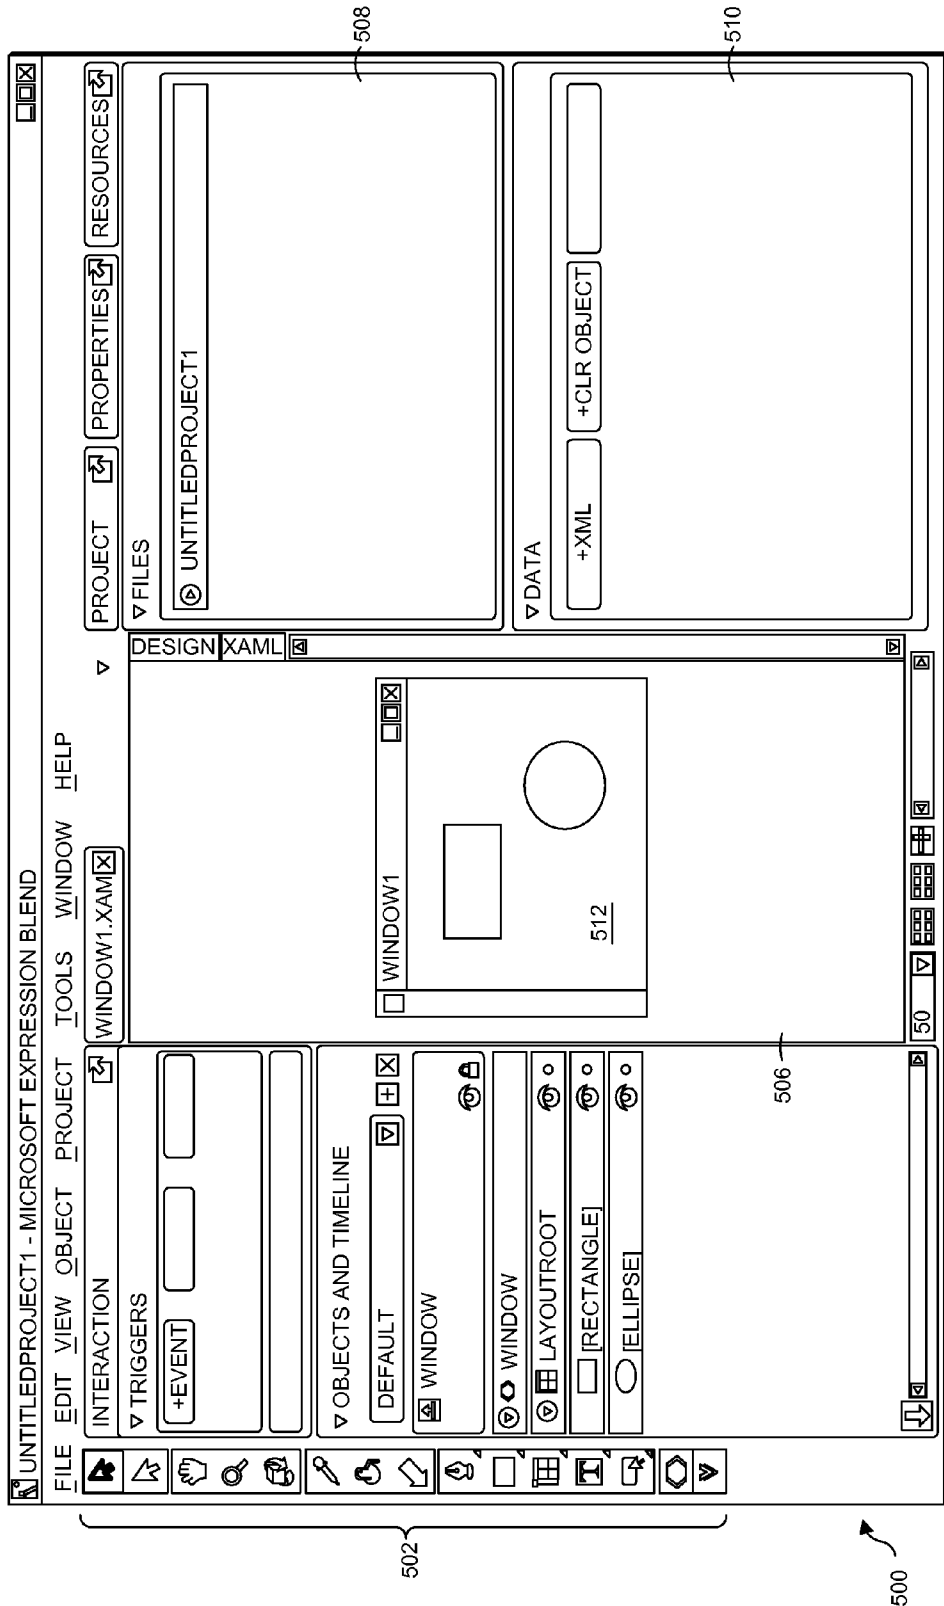 UNTITLEDPROJECT1 - MICROSOFT EXPRESSION BLEND
FILE EDIT VIEW OBJECT PROJECT TOOLS WINDOW HELP
INTERACTION
WINDOW1.XAM
PROJECT
PROPERTIES
RESOURCES
TRIGGERS
+EVENT
OBJECTS AND TIMELINE
DEFAULT
WINDOW
WINDOW
LAYOUTROOT
[RECTANGLE]
[ELLIPSE]
DESIGN
XAML
WINDOW1
512
50
FILES
UNTITLEDPROJECT1
DATA
+XML
+CLR OBJECT
T
502
506
508
510
500